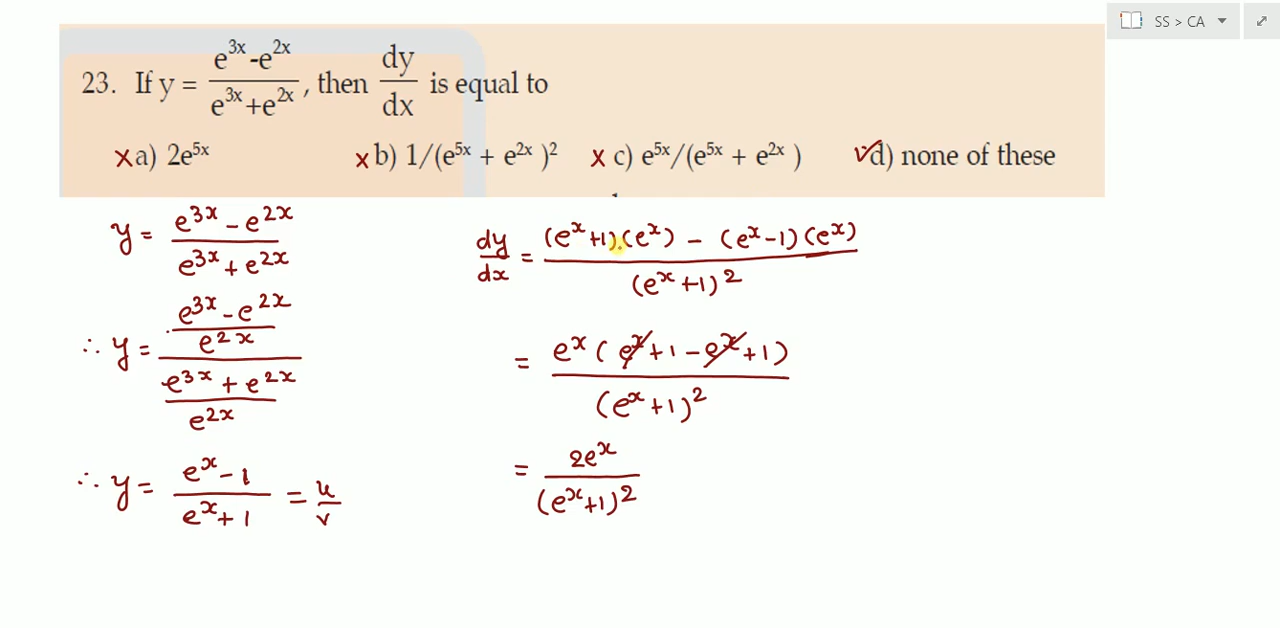 SS > CA
23. If y = (e^3x - e^2x)/(e^3x + e^2x), then dy/dx is equal to
x a) 2e^5x x b) 1/(e^5x + e^2x )^2 x c) e^5x/(e^5x + e^2x ) ✓ d) none of these
y = (e^3x - e^2x)/(e^3x + e^2x)
∴ y = ((e^3x - e^2x)/e^2x)/((e^3x + e^2x)/e^2x)
∴ y = (e^x - 1)/(e^x + 1) = u/v
dy/dx = ((e^x + 1).(e^x) - (e^x - 1)(e^x))/(e^x + 1)^2
= e^x (e^x + 1 - e^x + 1)/(e^x + 1)^2
= 2e^x/(e^x + 1)^2